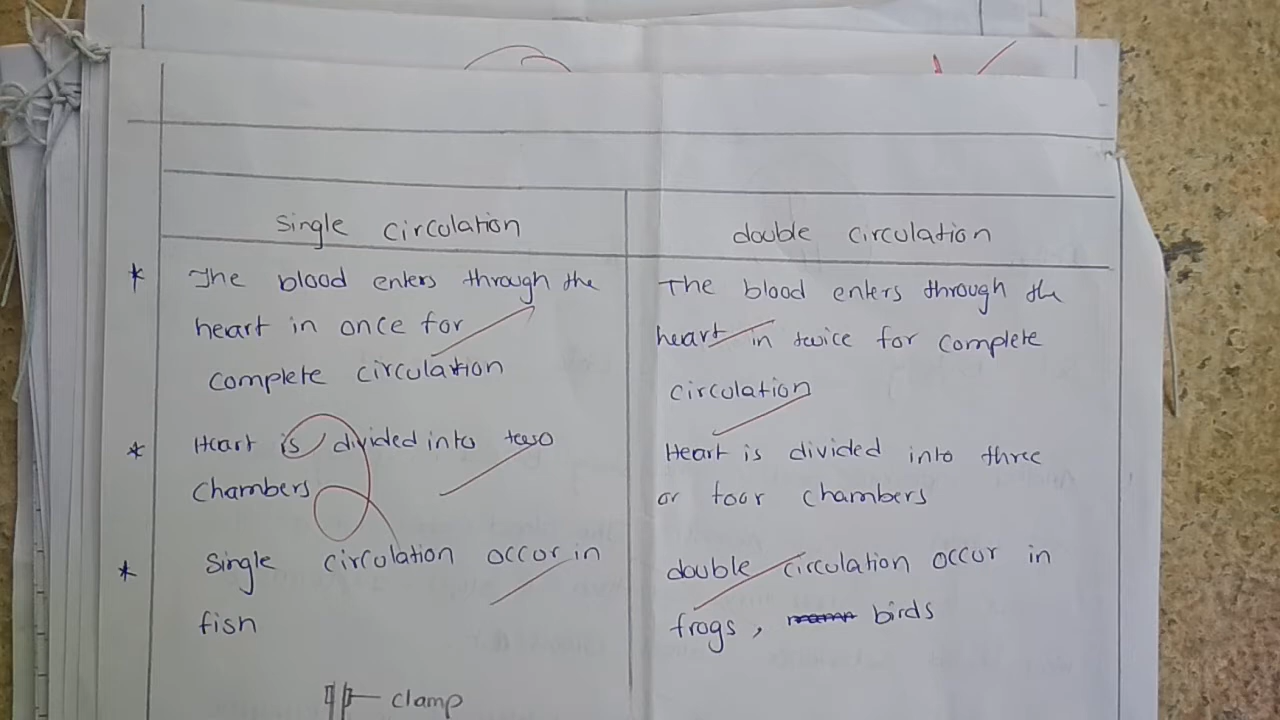 Single circulation
double circulation
* The blood enters through the
heart in once for
complete circulation
The blood enters through the
heart in twice for complete
circulation
* Heart is divided into two
chambers
Heart is divided into three
or foor chambers
* Single circulation occur in
fish
double circulation occur in
frogs, birds
clamp